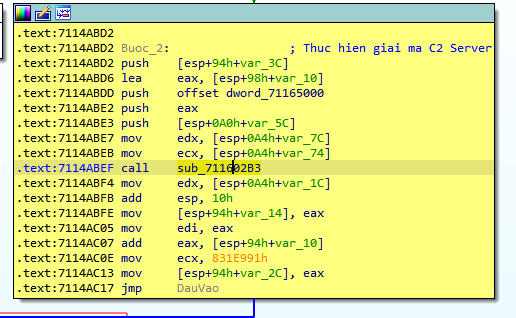 .text:7114ABD2
.text:7114ABD2 Buoc_2: ; Thuc hien giai ma C2 Server
.text:7114ABD2 push [esp+94h+var_3C]
.text:7114ABD6 lea eax, [esp+98h+var_10]
.text:7114ABDD push offset dword_71165000
.text:7114ABE2 push eax
.text:7114ABE3 push [esp+0A0h+var_5C]
.text:7114ABE7 mov edx, [esp+0A4h+var_7C]
.text:7114ABEB mov ecx, [esp+0A4h+var_74]
.text:7114ABEF call sub_711602B3
.text:7114ABF4 mov edx, [esp+0A4h+var_1C]
.text:7114ABFB add esp, 10h
.text:7114ABFE mov [esp+94h+var_14], eax
.text:7114AC05 mov edi, eax
.text:7114AC07 add eax, [esp+94h+var_10]
.text:7114AC0E mov ecx, 831E991h
.text:7114AC13 mov [esp+94h+var_2C], eax
.text:7114AC17 jmp DauVao